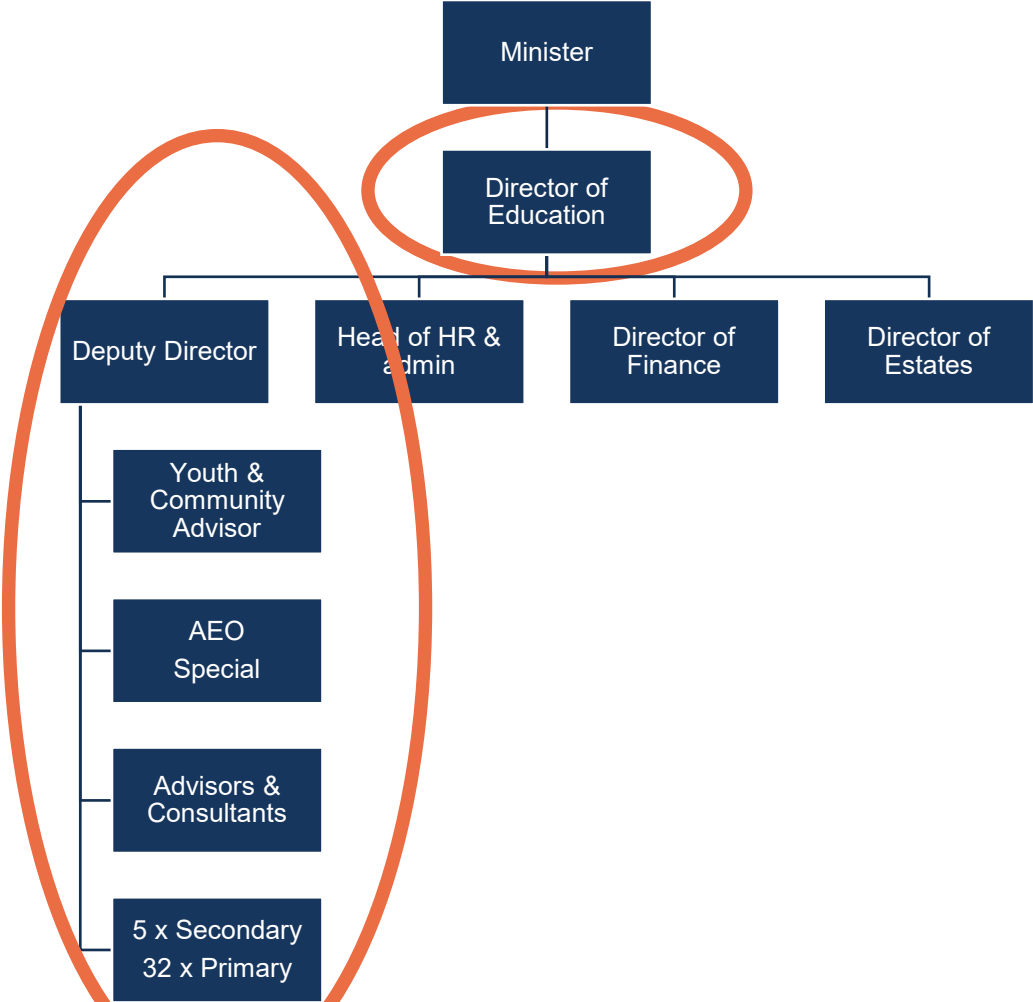 Minister
Director of
Education
Deputy Director
Head of HR &
admin
Director of
Finance
Director of
Estates
Youth &
Community
Advisor
AEO
Special
Advisors &
Consultants
5 x Secondary
32 x Primary